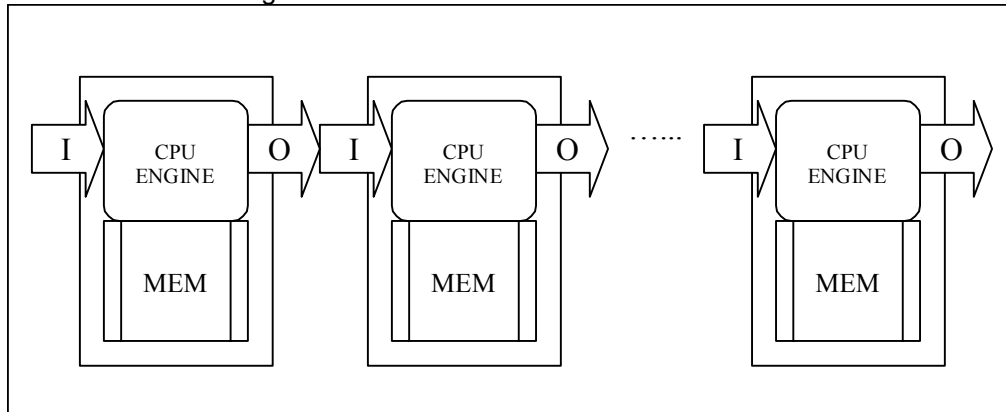 I
CPU
ENGINE
O
MEM
I
CPU
ENGINE
O
MEM
......
I
CPU
ENGINE
O
MEM